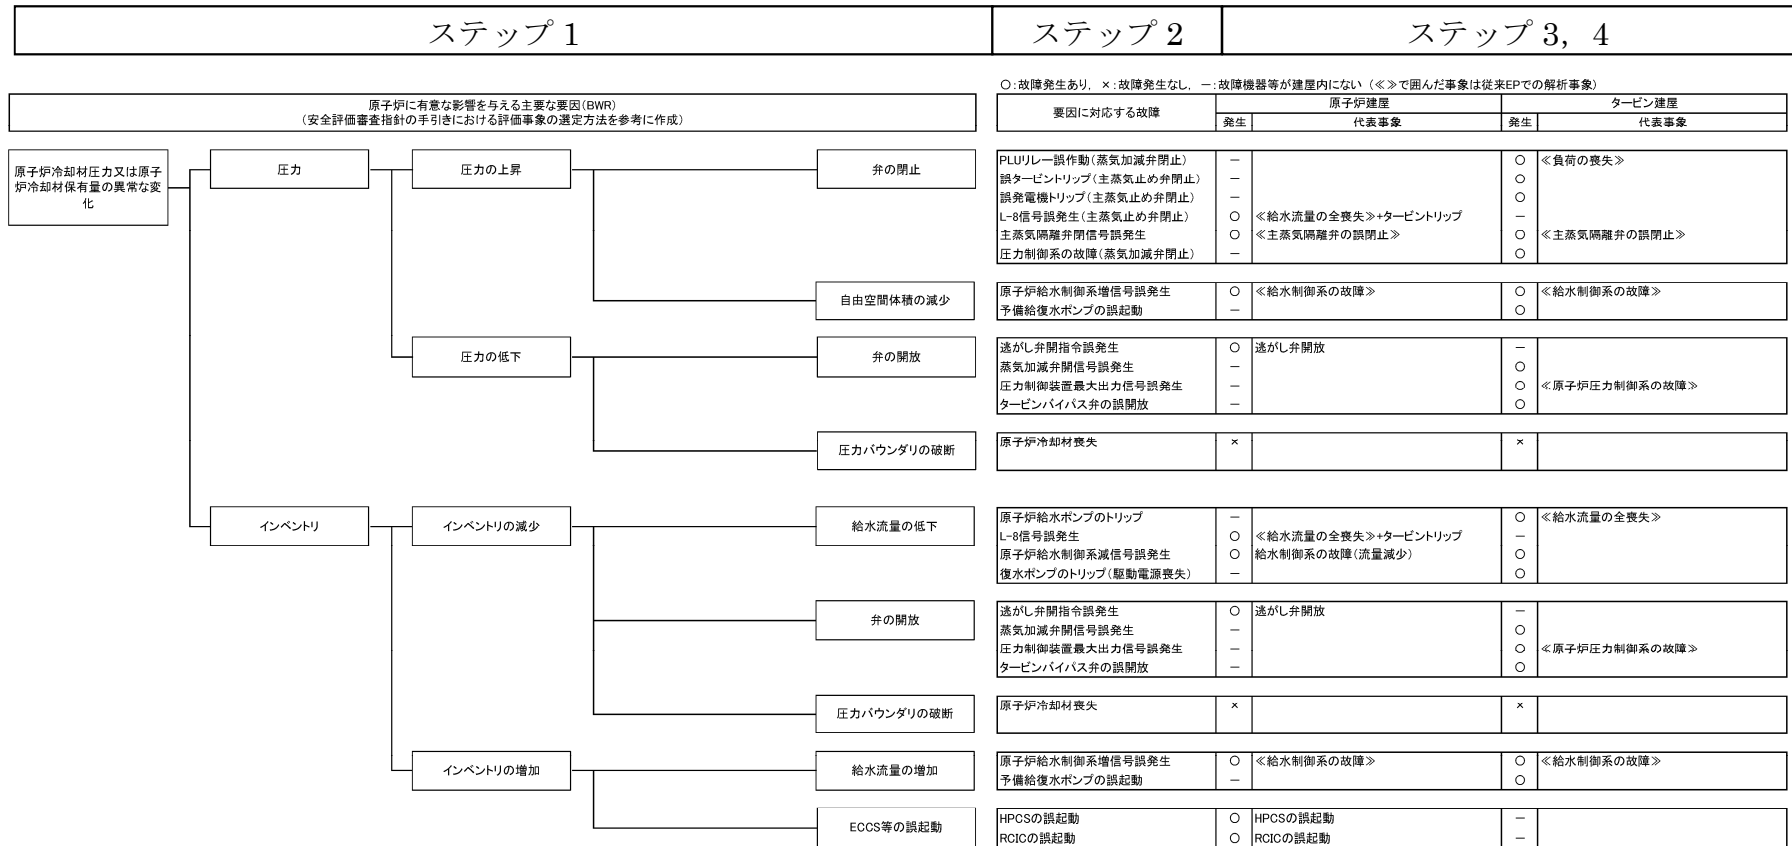 ステップ 1
ステップ 2
ステップ 3, 4
○:故障発生あり, ×:故障発生なし, －:故障機器等が建屋内にない (≪≫で囲んだ事象は従来EPでの解析事象)
原子炉に有意な影響を与える主要な要因(BWR)
(安全評価審査指針の手引きにおける評価事象の選定方法を参考に作成)
要因に対応する故障
原子炉建屋
タービン建屋
発生 代表事象 発生 代表事象
原子炉冷却材圧力又は原子
炉冷却材保有量の異常な変
化
圧力
圧力の上昇
弁の閉止
PLUリレー誤作動(蒸気加減弁閉止) － ○ ≪負荷の喪失≫
誤タービントリップ(主蒸気止め弁閉止) － ○
誤発電機トリップ(主蒸気止め弁閉止) － ○
L-8信号誤発生(主蒸気止め弁閉止) ○ ≪給水流量の全喪失≫+タービントリップ －
主蒸気隔離弁閉信号誤発生 ○ ≪主蒸気隔離弁の誤閉止≫ ○ ≪主蒸気隔離弁の誤閉止≫
圧力制御系の故障(蒸気加減弁閉止) － ○
自由空間体積の減少
原子炉給水制御系増信号誤発生 ○ ≪給水制御系の故障≫ ○ ≪給水制御系の故障≫
予備給復水ポンプの誤起動 － ○
圧力の低下
弁の開放
逃がし弁開指令誤発生 ○ 逃がし弁開放 －
蒸気加減弁開信号誤発生 － ○
圧力制御装置最大出力信号誤発生 － ○ ≪原子炉圧力制御系の故障≫
タービンバイパス弁の誤開放 － ○
圧力バウンダリの破断
原子炉冷却材喪失 × ×
インベントリ
インベントリの減少
給水流量の低下
原子炉給水ポンプのトリップ － ○ ≪給水流量の全喪失≫
L-8信号誤発生 ○ ≪給水流量の全喪失≫+タービントリップ －
原子炉給水制御系減信号誤発生 ○ 給水制御系の故障(流量減少) ○
復水ポンプのトリップ(駆動電源喪失) － ○
弁の開放
逃がし弁開指令誤発生 ○ 逃がし弁開放 －
蒸気加減弁開信号誤発生 － ○
圧力制御装置最大出力信号誤発生 － ○ ≪原子炉圧力制御系の故障≫
タービンバイパス弁の誤開放 － ○
圧力バウンダリの破断
原子炉冷却材喪失 × ×
インベントリの増加
給水流量の増加
原子炉給水制御系増信号誤発生 ○ ≪給水制御系の故障≫ ○ ≪給水制御系の故障≫
予備給復水ポンプの誤起動 － ○
ECCS等の誤起動
HPCSの誤起動 ○ HPCSの誤起動 －
RCICの誤起動 ○ RCICの誤起動 －